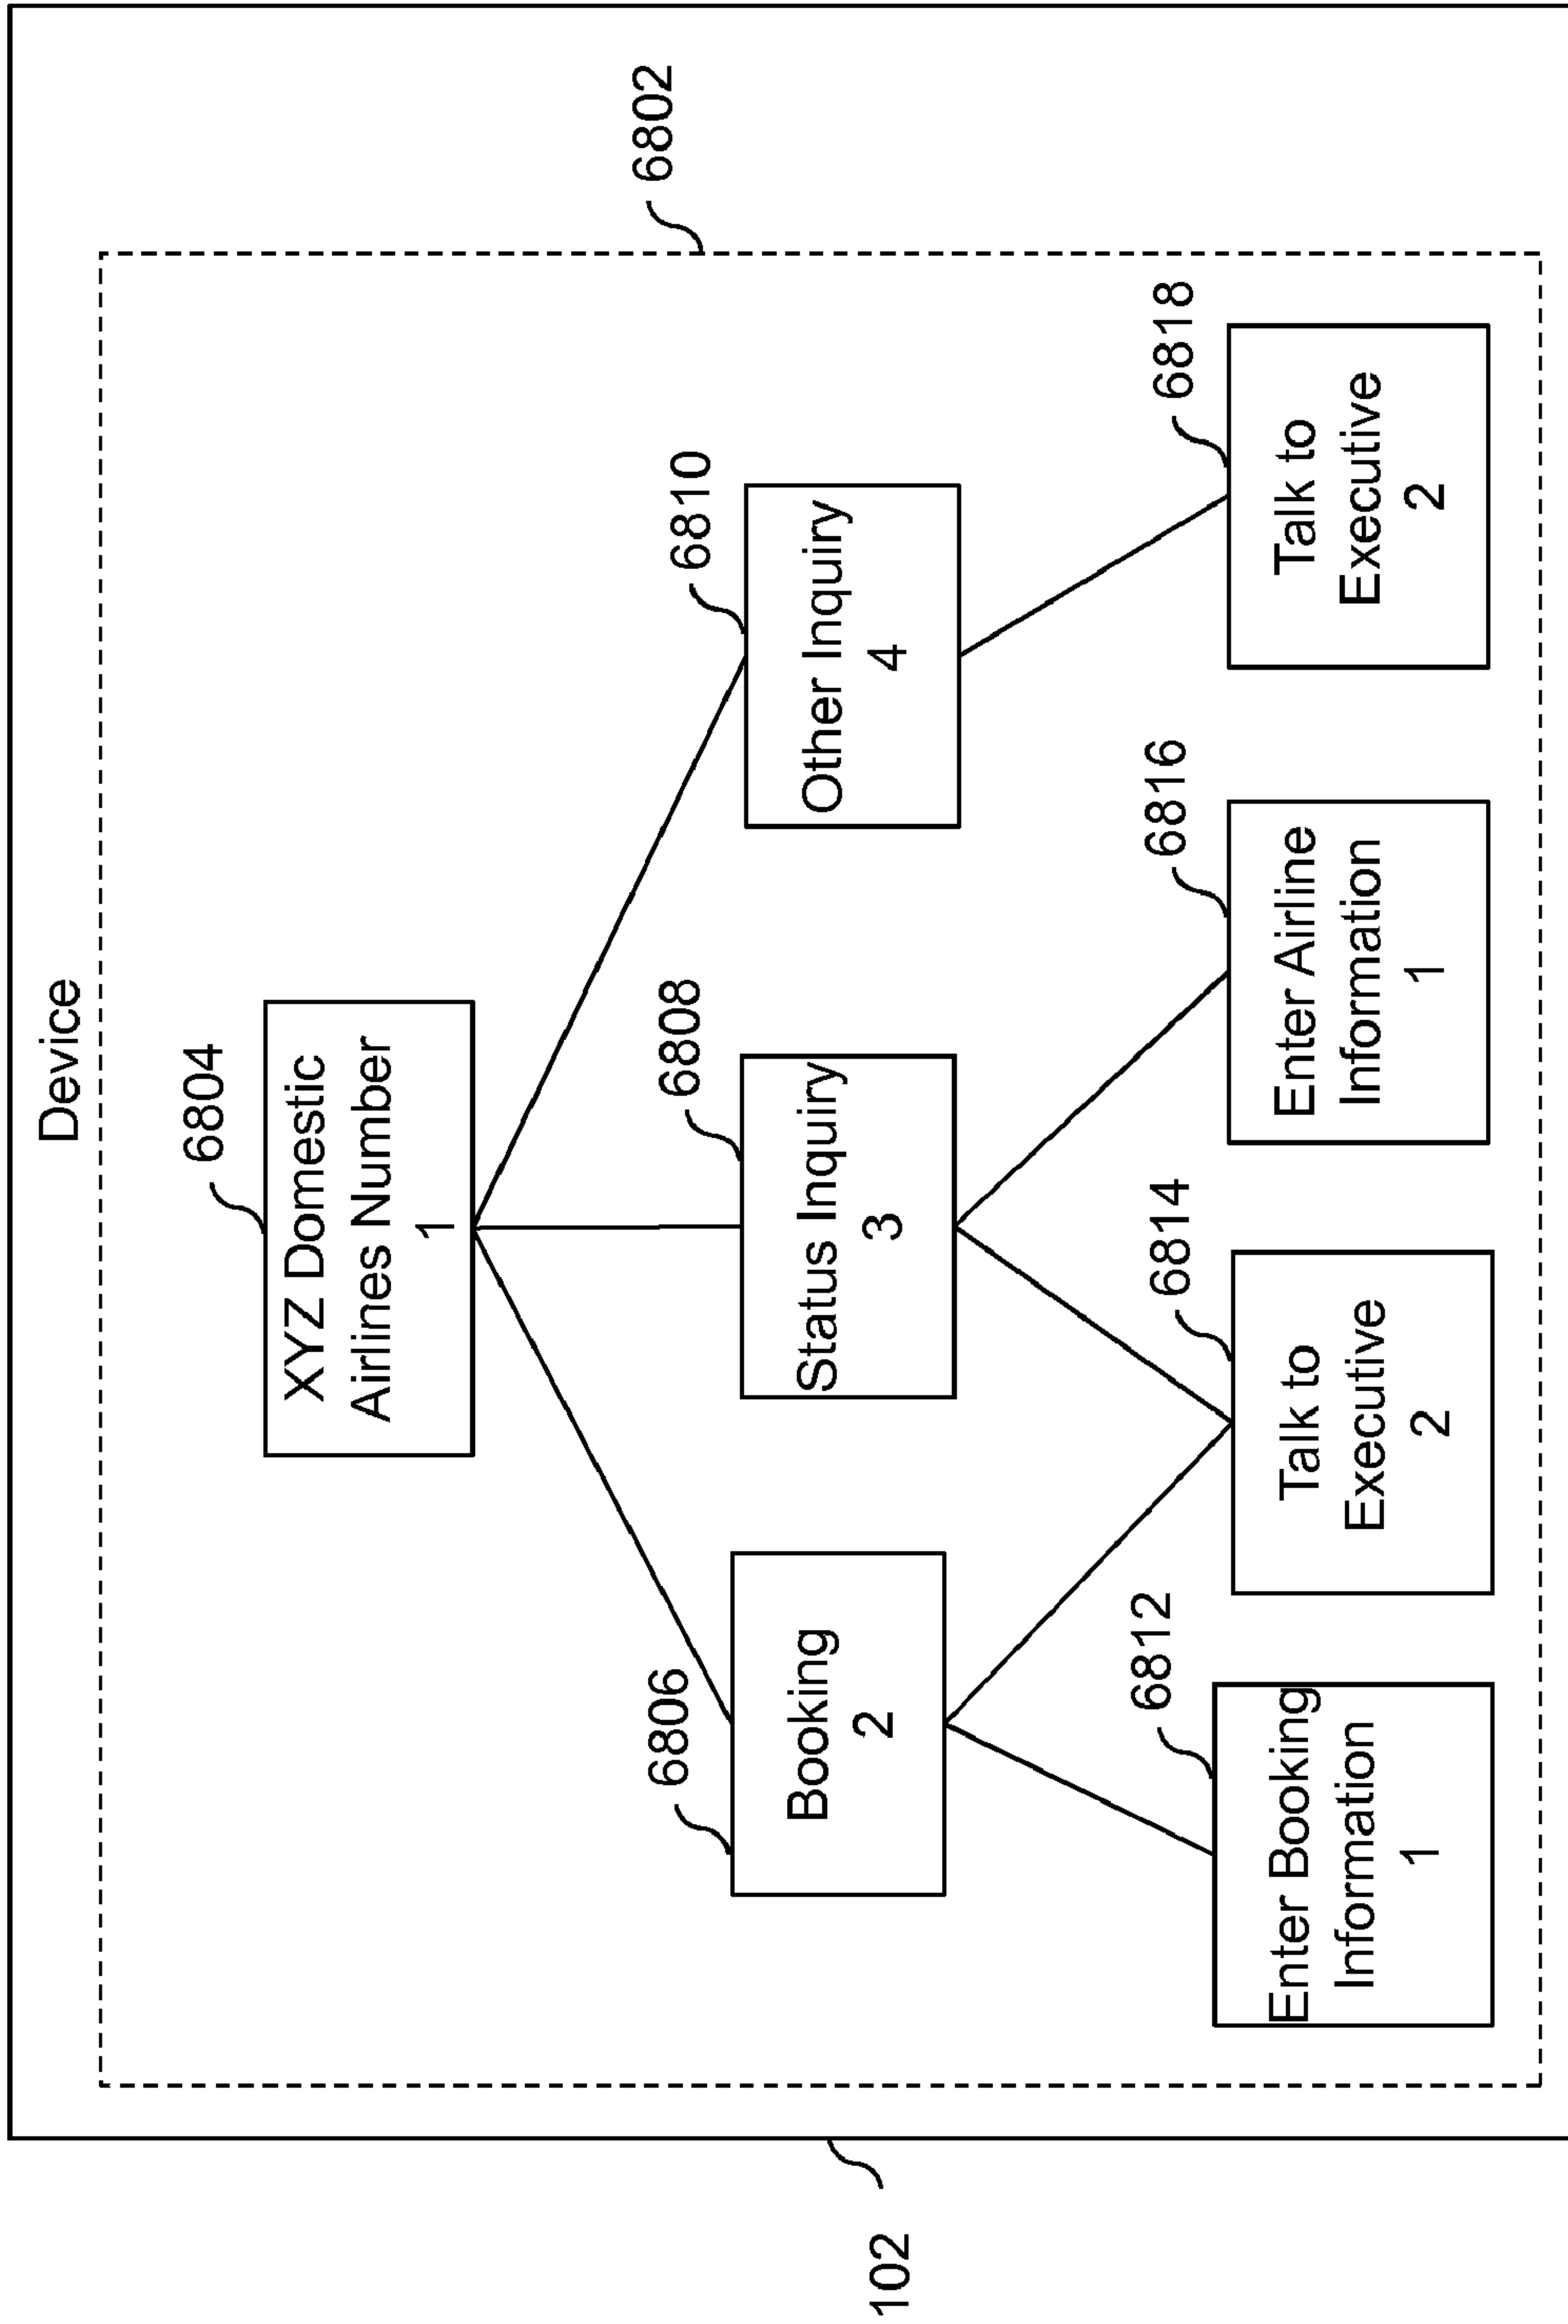 Device
6802
6804
XYZ Domestic
Airlines Number
1
6806
Booking
2
6808
Status Inquiry
3
6810
Other Inquiry
4
6812
Enter Booking
Information
1
6814
Talk to
Executive
2
6816
Enter Airline
Information
1
6818
Talk to
Executive
2
102